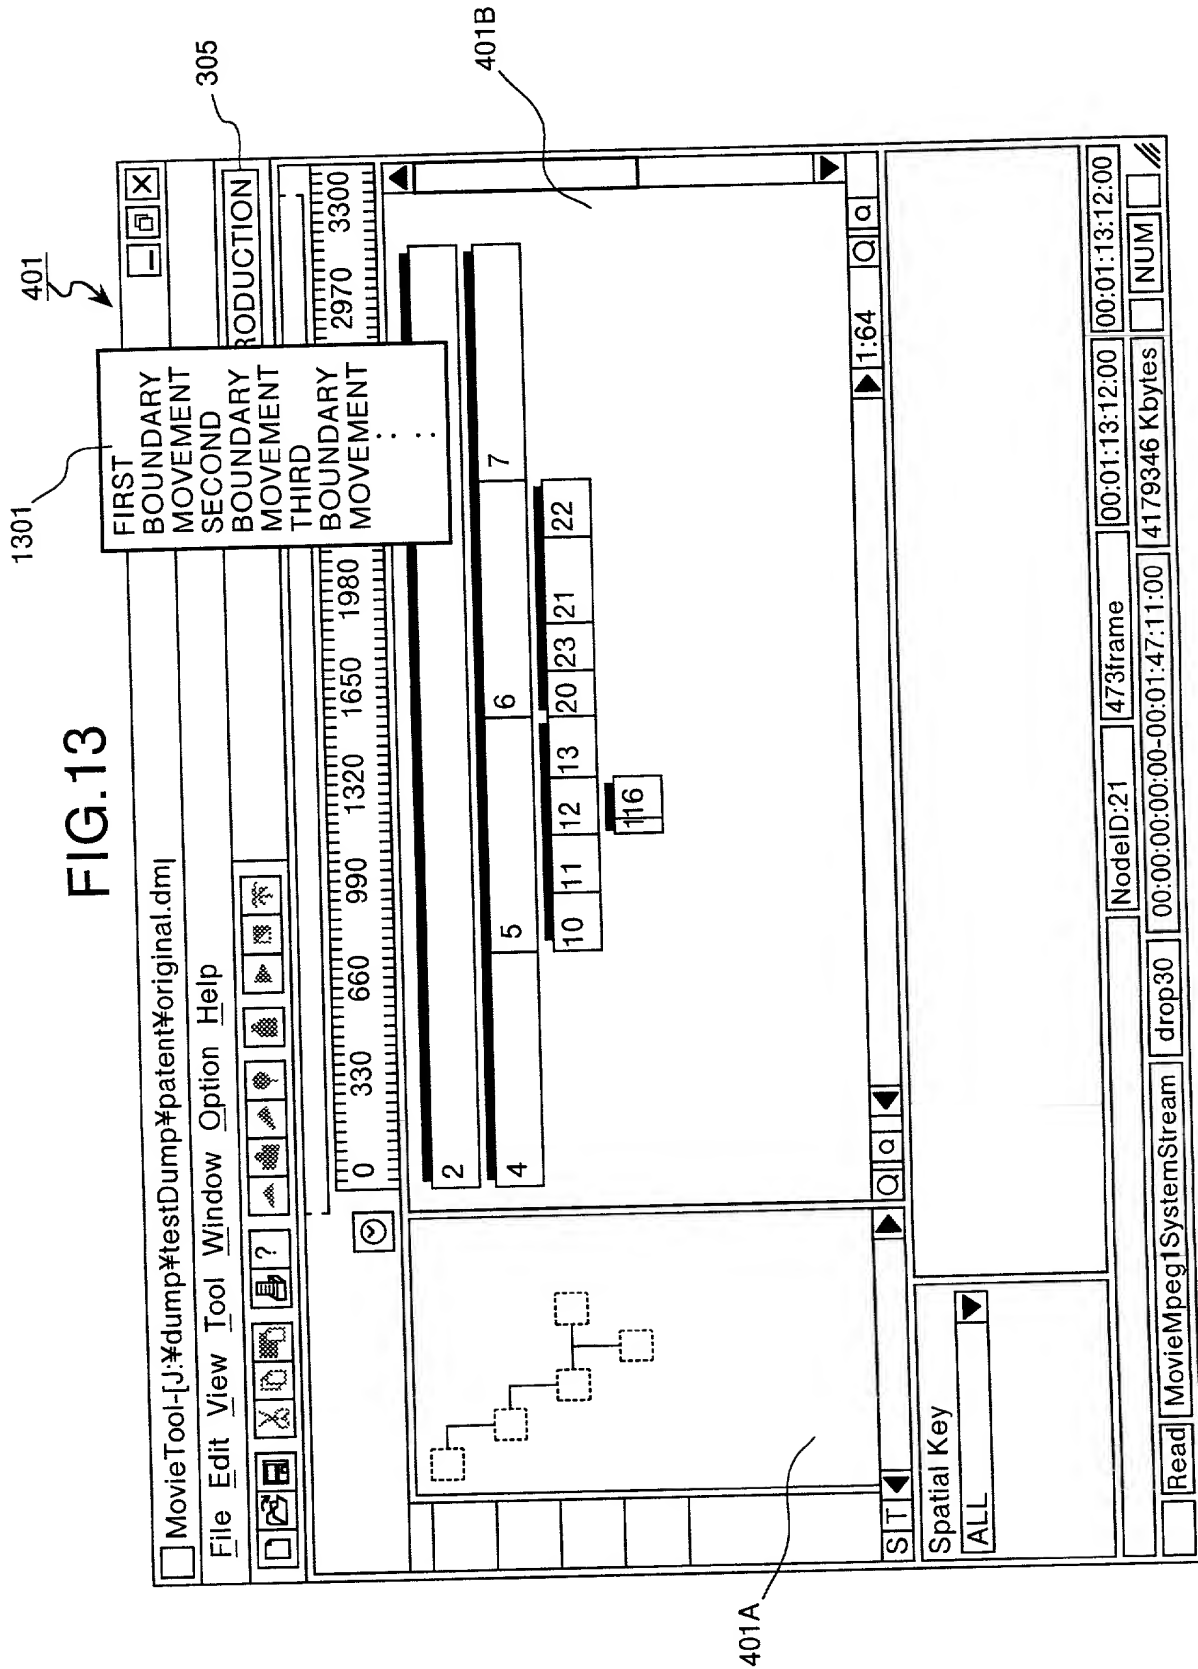 FIG.13
401
1301
305
MovieTool-[J:¥dump¥testDump¥patent¥original.dm|
File Edit View Tool Window Option Help
?
RODUCTION
FIRST
BOUNDARY
MOVEMENT
SECOND
BOUNDARY
MOVEMENT
THIRD
BOUNDARY
MOVEMENT
0 330 660 990 1320 1650 1980 2970 3300
2
4 5 6 7
10 11 12 13 20 23 21 22
116
401B
401A
S T
Q Q 1:64 Q Q
Spatial Key
ALL
NodeID:21 473frame 00:01:13:12:00 00:01:13:12:00
Read MovieMpeg1SystemStream drop30 00:00:00:00:00-00:01:47:11:00 4179346 Kbytes NUM